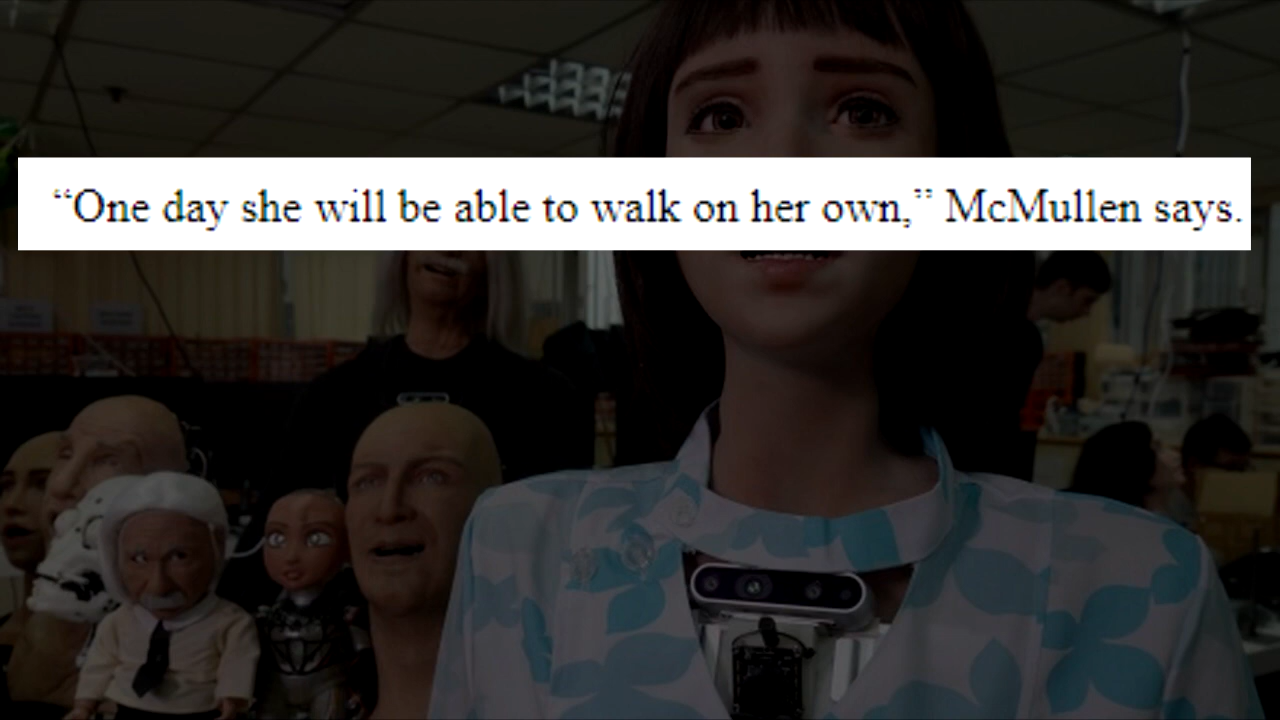 “One day she will be able to walk on her own,” McMullen says.